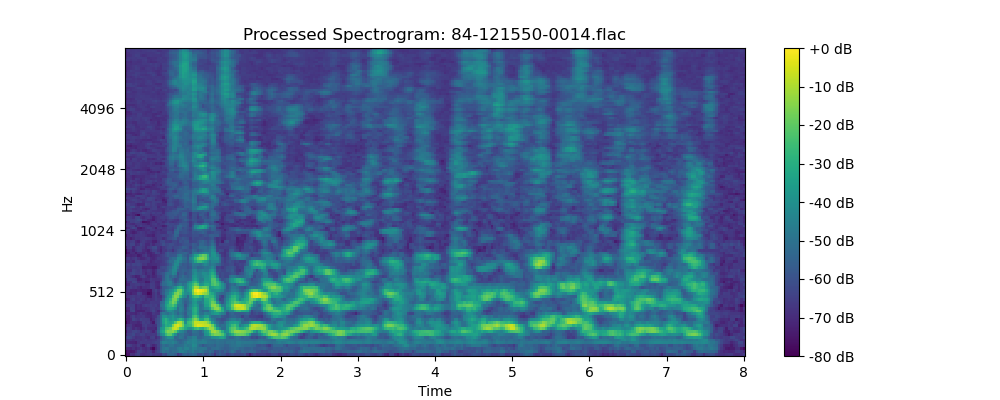 Processed Spectrogram: 84-121550-0014.flac
Hz
4096
2048
1024
512
0
0 1 2 3 4 5 6 7 8
Time
+0 dB
-10 dB
-20 dB
-30 dB
-40 dB
-50 dB
-60 dB
-70 dB
-80 dB